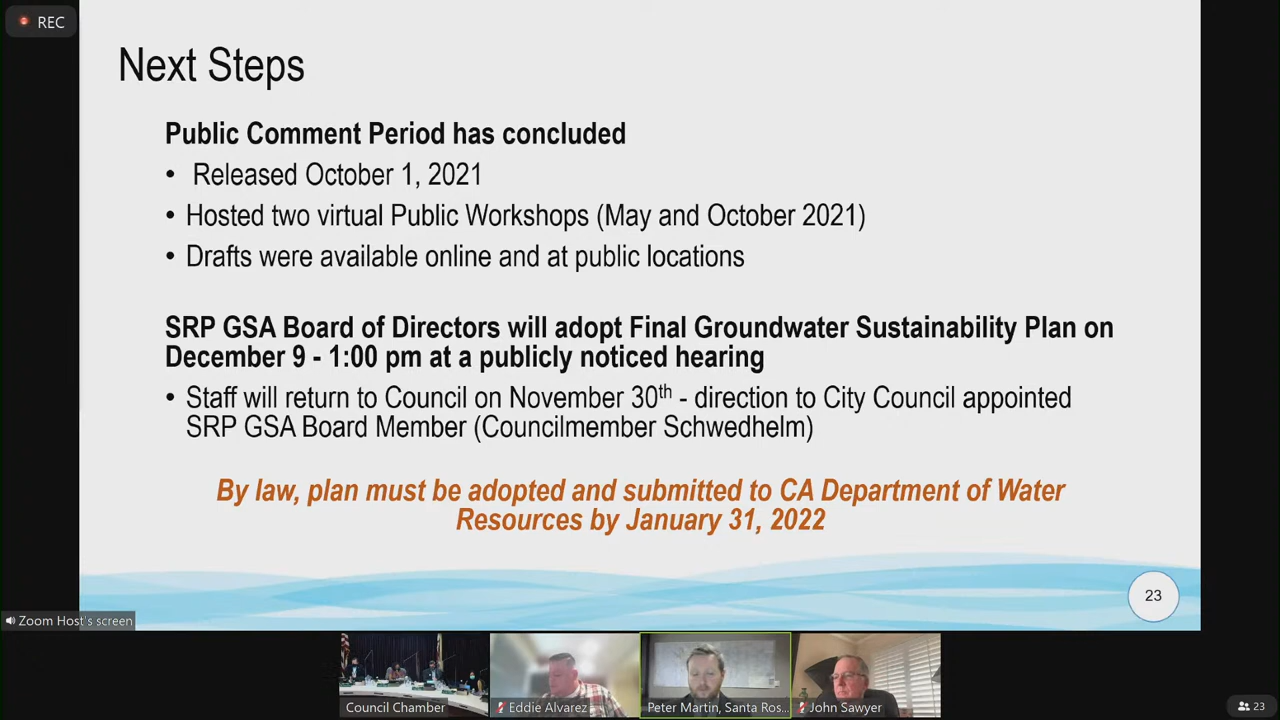 REC
Next Steps
Public Comment Period has concluded
• Released October 1, 2021
• Hosted two virtual Public Workshops (May and October 2021)
• Drafts were available online and at public locations
SRP GSA Board of Directors will adopt Final Groundwater Sustainability Plan on
December 9 - 1:00 pm at a publicly noticed hearing
• Staff will return to Council on November 30th - direction to City Council appointed
SRP GSA Board Member (Councilmember Schwedhelm)
By law, plan must be adopted and submitted to CA Department of Water
Resources by January 31, 2022
23
Zoom Host's screen
Council Chamber
Eddie Alvarez
Peter Martin, Santa Ros...
John Sawyer
23